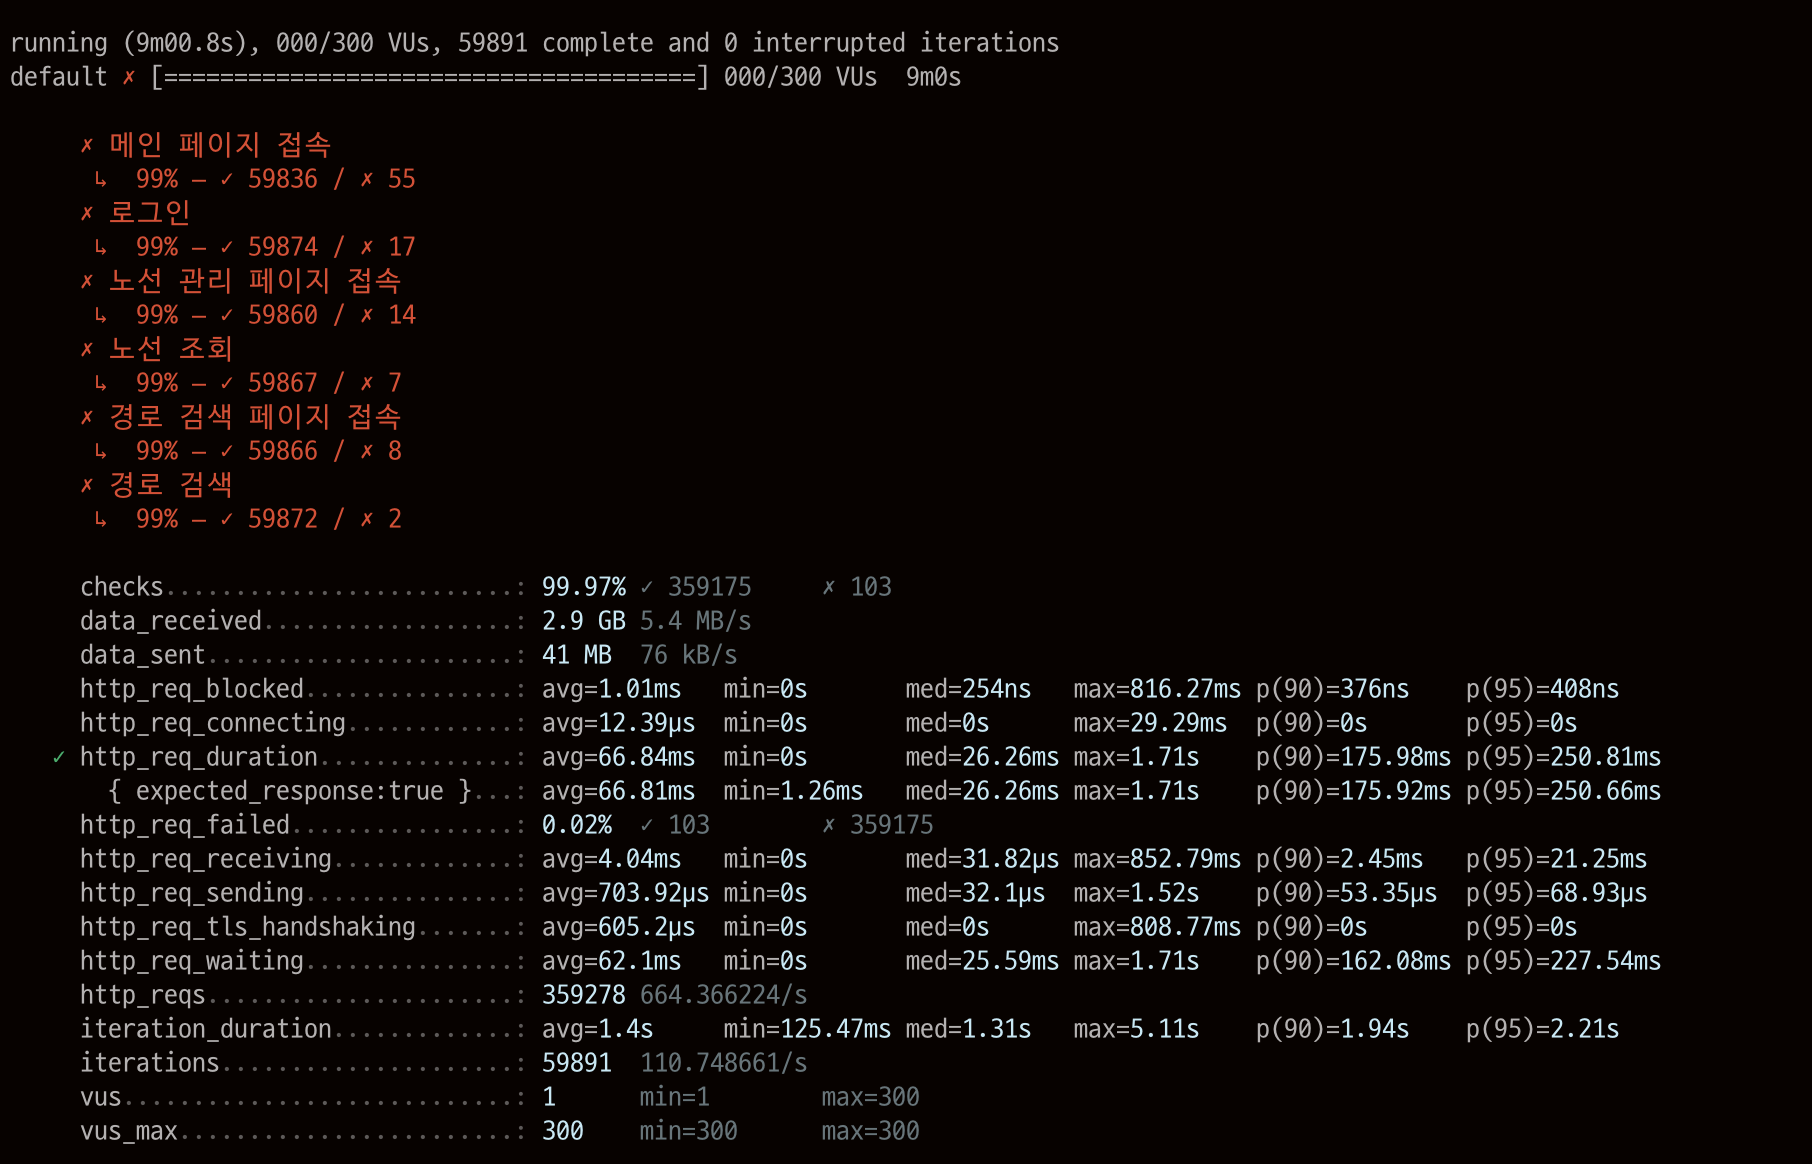 running (9m00.8s), 000/300 VUs, 59891 complete and 0 interrupted iterations
default ✗ [======================================] 000/300 VUs  9m0s
✗ 메인 페이지 접속
↳  99% — ✓ 59836 / ✗ 55
✗ 로그인
↳  99% — ✓ 59874 / ✗ 17
✗ 노선 관리 페이지 접속
↳  99% — ✓ 59860 / ✗ 14
✗ 노선 조회
↳  99% — ✓ 59867 / ✗ 7
✗ 경로 검색 페이지 접속
↳  99% — ✓ 59866 / ✗ 8
✗ 경로 검색
↳  99% — ✓ 59872 / ✗ 2
checks.........................: 99.97% ✓ 359175     ✗ 103
data_received..................: 2.9 GB 5.4 MB/s
data_sent......................: 41 MB  76 kB/s
http_req_blocked...............: avg=1.01ms   min=0s       med=254ns   max=816.27ms p(90)=376ns    p(95)=408ns
http_req_connecting............: avg=12.39µs  min=0s       med=0s      max=29.29ms  p(90)=0s       p(95)=0s
✓ http_req_duration..............: avg=66.84ms  min=0s       med=26.26ms max=1.71s    p(90)=175.98ms p(95)=250.81ms
{ expected_response:true }...: avg=66.81ms  min=1.26ms   med=26.26ms max=1.71s    p(90)=175.92ms p(95)=250.66ms
http_req_failed................: 0.02%  ✓ 103        ✗ 359175
http_req_receiving.............: avg=4.04ms   min=0s       med=31.82µs max=852.79ms p(90)=2.45ms   p(95)=21.25ms
http_req_sending...............: avg=703.92µs min=0s       med=32.1µs  max=1.52s    p(90)=53.35µs  p(95)=68.93µs
http_req_tls_handshaking.......: avg=605.2µs  min=0s       med=0s      max=808.77ms p(90)=0s       p(95)=0s
http_req_waiting...............: avg=62.1ms   min=0s       med=25.59ms max=1.71s    p(90)=162.08ms p(95)=227.54ms
http_reqs......................: 359278 664.366224/s
iteration_duration.............: avg=1.4s     min=125.47ms med=1.31s   max=5.11s    p(90)=1.94s    p(95)=2.21s
iterations.....................: 59891  110.748661/s
vus............................: 1      min=1        max=300
vus_max........................: 300    min=300      max=300